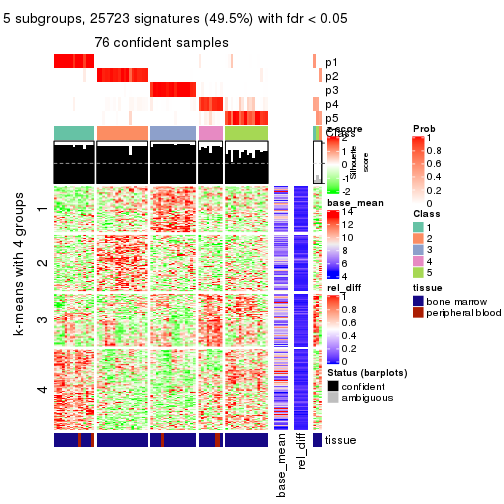 5 subgroups, 25723 signatures (49.5%) with fdr < 0.05
76 confident samples
p1
p2
p3
p4
p5
Class
Silhouette
score
k-means with 4 groups
1
2
3
4
base_mean
rel_diff
tissue
z-score
2
1
0
-1
-2
base_mean
14
12
10
8
6
4
rel_diff
1
0.8
0.6
0.4
0.2
0
Status (barplots)
confident
ambiguous
Prob
1
0.8
0.6
0.4
0.2
0
Class
1
2
3
4
5
tissue
bone marrow
peripheral blood